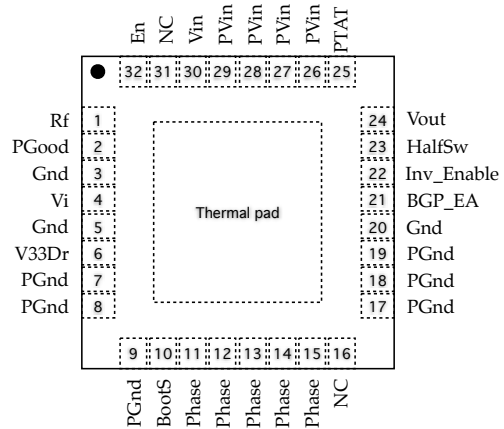 En NC Vin PVin PVin PVin PVin PTAT
32 31 30 29 28 27 26 25
Rf 1
PGood 2
Gnd 3
Vi 4
Gnd 5
V33Dr 6
PGnd 7
PGnd 8
Thermal pad
24 Vout
23 HalfSw
22 Inv_Enable
21 BGP_EA
20 Gnd
19 PGnd
18 PGnd
17 PGnd
9 10 11 12 13 14 15 16
PGnd BootS Phase Phase Phase Phase Phase NC